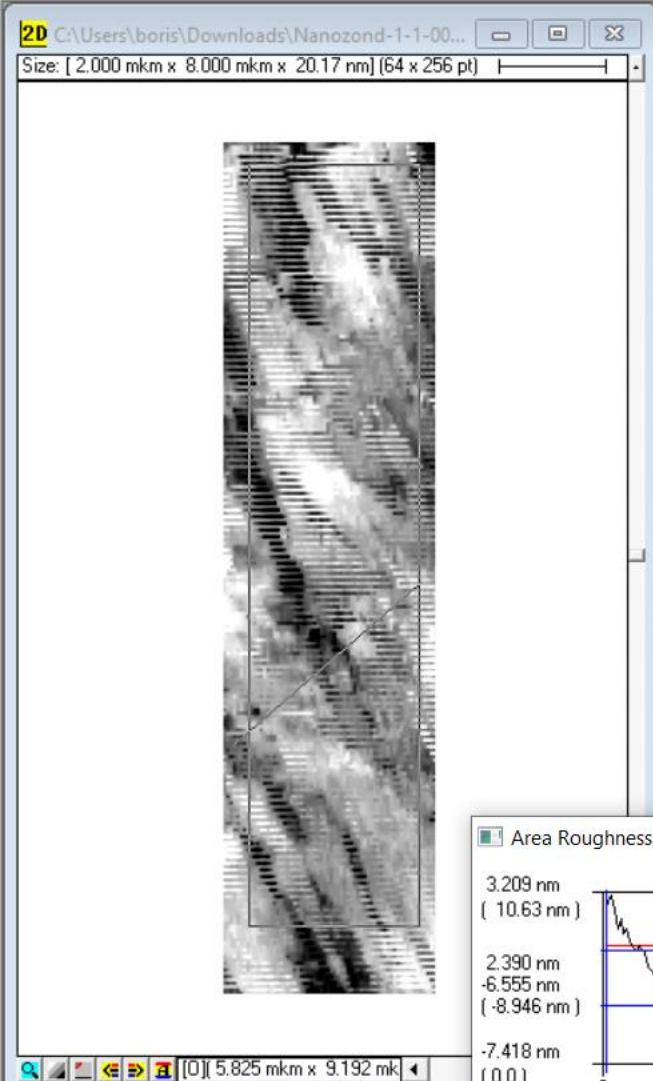 2D C:\Users\boris\Downloads\Nanozond-1-1-00...
Size: [ 2.000 mkm x 8.000 mkm x 20.17 nm] (64 x 256 pt)
Area Roughness
3.209 nm
( 10.63 nm )
2.390 nm
-6.555 nm
( -8.946 nm )
-7.418 nm
( 0.0 )
[O]( 5.825 mkm x 9.192 mk